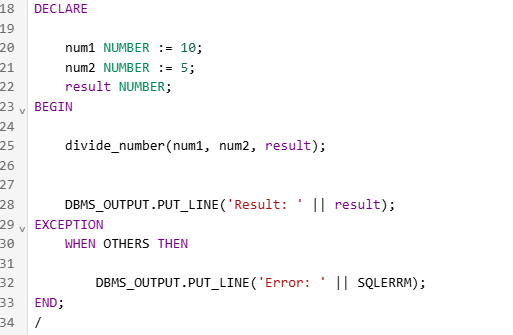 18 DECLARE
19
20     num1 NUMBER := 10;
21     num2 NUMBER := 5;
22     result NUMBER;
23 BEGIN
24
25     divide_number(num1, num2, result);
26
27
28     DBMS_OUTPUT.PUT_LINE('Result: ' || result);
29 EXCEPTION
30     WHEN OTHERS THEN
31
32         DBMS_OUTPUT.PUT_LINE('Error: ' || SQLERRM);
33 END;
34 /